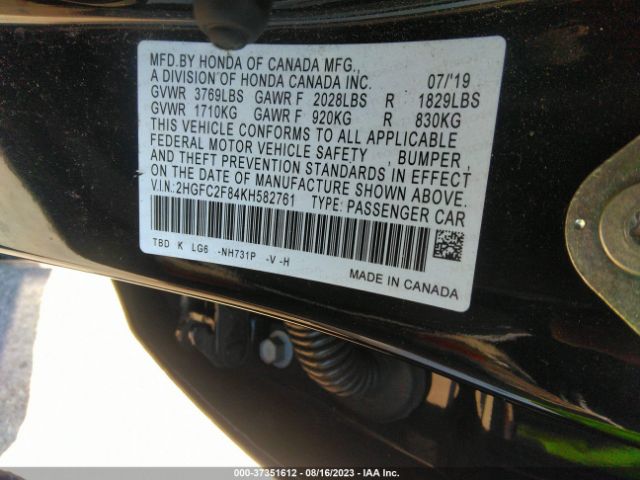 MFD.BY HONDA OF CANADA MFG.,
A DIVISION OF HONDA CANADA INC. 07/'19
GVWR 3769LBS GAWR F 2028LBS R 1829LBS
GVWR 1710KG GAWR F 920KG R 830KG
THIS VEHICLE CONFORMS TO ALL APPLICABLE
FEDERAL MOTOR VEHICLE SAFETY , BUMPER ,
AND THEFT PREVENTION STANDARDS IN EFFECT
ON THE DATE OF MANUFACTURE SHOWN ABOVE.
V.I.N.:2HGFC2F84KH582761 TYPE: PASSENGER CAR
TBD K LG6 -NH731P -V -H
MADE IN CANADA
000-37351612 - 08/16/2023 - IAA Inc.